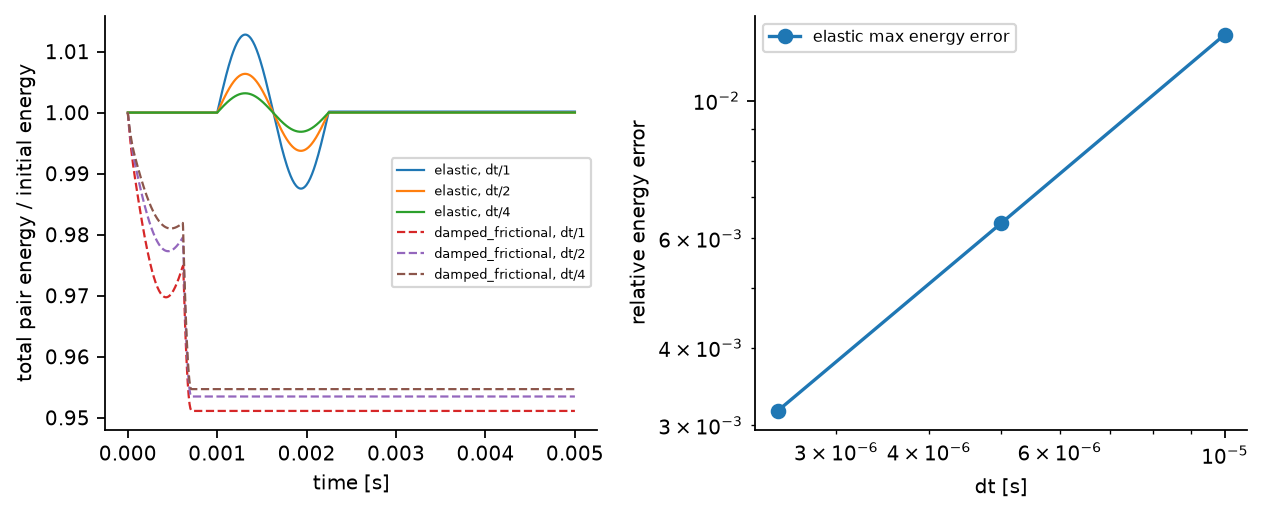 total pair energy / initial energy
1.01
1.00
0.99
0.98
0.97
0.96
0.95
elastic, dt/1
elastic, dt/2
elastic, dt/4
damped_frictional, dt/1
damped_frictional, dt/2
damped_frictional, dt/4
0.000 0.001 0.002 0.003 0.004 0.005
time [s]
relative energy error
elastic max energy error
10⁻²
6 × 10⁻³
4 × 10⁻³
3 × 10⁻³
3 × 10⁻⁶ 4 × 10⁻⁶ 6 × 10⁻⁶ 10⁻⁵
dt [s]